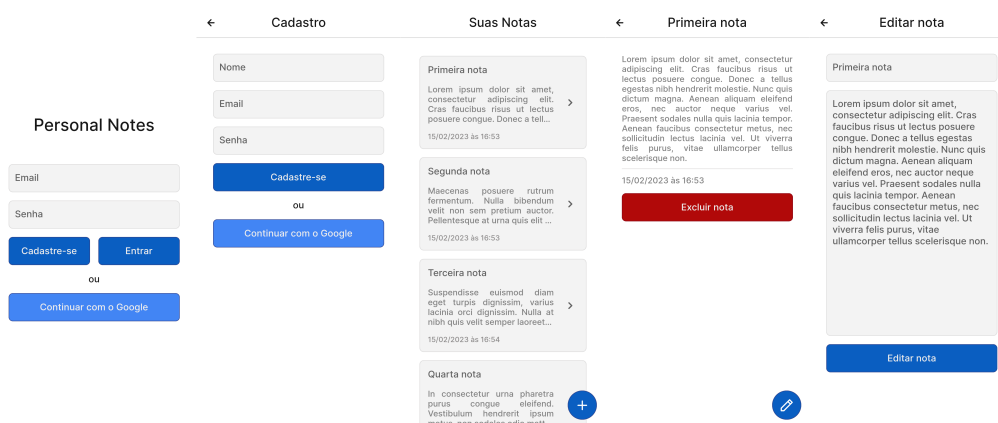 Personal Notes
Email
Senha
Cadastre-se
Entrar
ou
Continuar com o Google
Cadastro
Nome
Email
Senha
Cadastre-se
ou
Continuar com o Google
Suas Notas
Primeira nota
Lorem ipsum dolor sit amet,
consectetur adipiscing elit.
Cras faucibus risus ut lectus
posuere congue. Donec a tell...
15/02/2023 às 16:53
Segunda nota
Maecenas posuere rutrum
fermentum. Nulla bibendum
velit non sem pretium auctor.
Pellentesque at urna quis elit ...
15/02/2023 às 16:53
Terceira nota
Suspendisse euismod diam
eget turpis dignissim, varius
lacinia orci dignissim. Nulla at
nibh quis velit semper laoreet...
15/02/2023 às 16:54
Quarta nota
In consectetur urna pharetra
purus congue eleifend.
Vestibulum hendrerit ipsum
Primeira nota
Lorem ipsum dolor sit amet, consectetur
adipiscing elit. Cras faucibus risus ut
lectus posuere congue. Donec a tellus
egestas nibh hendrerit molestie. Nunc quis
dictum magna. Aenean aliquam eleifend
eros, nec auctor neque varius vel.
Praesent sodales nulla quis lacinia tempor.
Aenean faucibus consectetur metus, nec
sollicitudin lectus lacinia vel. Ut viverra
felis purus, vitae ullamcorper tellus
scelerisque non.
15/02/2023 às 16:53
Excluir nota
Editar nota
Primeira nota
Lorem ipsum dolor sit amet,
consectetur adipiscing elit. Cras
faucibus risus ut lectus posuere
congue. Donec a tellus egestas
nibh hendrerit molestie. Nunc quis
dictum magna. Aenean aliquam
eleifend eros, nec auctor neque
varius vel. Praesent sodales nulla
quis lacinia tempor. Aenean
faucibus consectetur metus, nec
sollicitudin lectus lacinia vel. Ut
viverra felis purus, vitae
ullamcorper tellus scelerisque non.
Editar nota